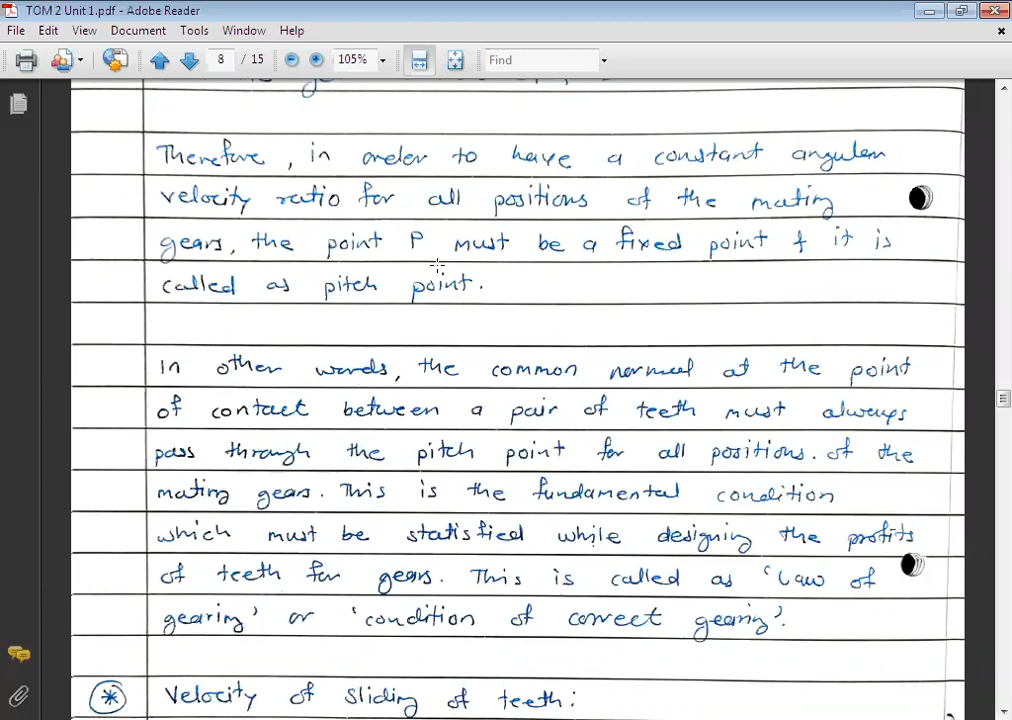 TOM 2 Unit 1.pdf - Adobe Reader
File Edit View Document Tools Window Help
8 / 15 105% Find
Therefore, in order to have a constant angular
velocity ratio for all positions of the mating
gears, the point P must be a fixed point & it is
called as pitch point.
In other words, the common normal at the point
of contact between a pair of teeth must always
pass through the pitch point for all positions. of the
mating gears. This is the fundamental condition
which must be statisfied while designing the profits
of teeth for gears. This is called as 'Law of
gearing' or 'condition of correct gearing'.
* Velocity of sliding of teeth: